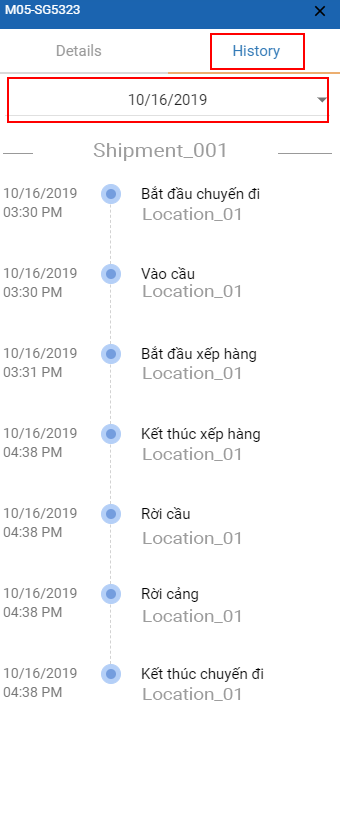 M05-SG5323
Details
History
10/16/2019
Shipment_001
10/16/2019
Bắt đầu chuyến đi
03:30 PM
Location_01
10/16/2019
Vào cầu
03:30 PM
Location_01
10/16/2019
Bắt đầu xếp hàng
03:31 PM
Location_01
10/16/2019
Kết thúc xếp hàng
04:38 PM
Location_01
10/16/2019
Rời cầu
04:38 PM
Location_01
10/16/2019
Rời cảng
04:38 PM
Location_01
10/16/2019
Kết thúc chuyến đi
04:38 PM
Location_01